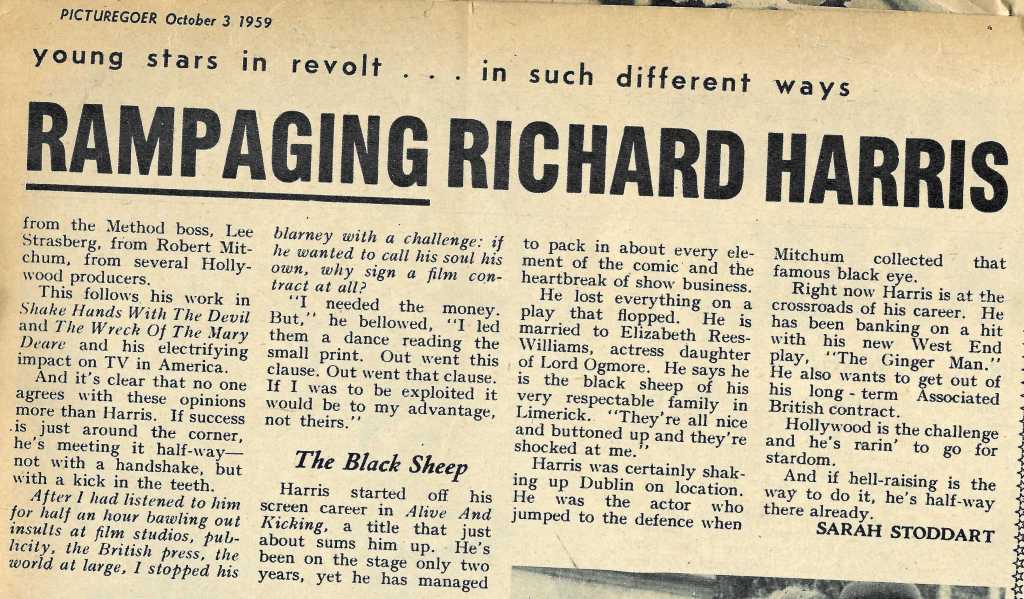 PICTUREGOER October 3 1959
young stars in revolt . . . in such different ways
RAMPAGING RICHARD HARRIS
from the Method boss, Lee
Strasberg, from Robert Mit-
chum, from several Holly-
wood producers.
This follows his work in
Shake Hands With The Devil
and The Wreck Of The Mary
Deare and his electrifying
impact on TV in America.
And it's clear that no one
agrees with these opinions
more than Harris. If success
is just around the corner,
he's meeting it half-way—
not with a handshake, but
with a kick in the teeth.
After I had listened to him
for half an hour bawling out
insults at film studios, pub-
licity, the British press, the
world at large, I stopped his
blarney with a challenge: if
he wanted to call his soul his
own, why sign a film con-
tract at all?
"I needed the money.
But," he bellowed, "I led
them a dance reading the
small print. Out went this
clause. Out went that clause.
If I was to be exploited it
would be to my advantage,
not theirs."
The Black Sheep
Harris started off his
screen career in Alive And
Kicking, a title that just
about sums him up. He's
been on the stage only two
years, yet he has managed
to pack in about every ele-
ment of the comic and the
heartbreak of show business.
He lost everything on a
play that flopped. He is
married to Elizabeth Rees-
Williams, actress daughter
of Lord Ogmore. He says he
is the black sheep of his
very respectable family in
Limerick. "They're all nice
and buttoned up and they're
shocked at me."
Harris was certainly shak-
ing up Dublin on location.
He was the actor who
jumped to the defence when
Mitchum collected that
famous black eye.
Right now Harris is at the
crossroads of his career. He
has been banking on a hit
with his new West End
play, "The Ginger Man."
He also wants to get out of
his long-term Associated
British contract.
Hollywood is the challenge
and he's rarin' to go for
stardom.
And if hell-raising is the
way to do it, he's half-way
there already.
SARAH STODDART